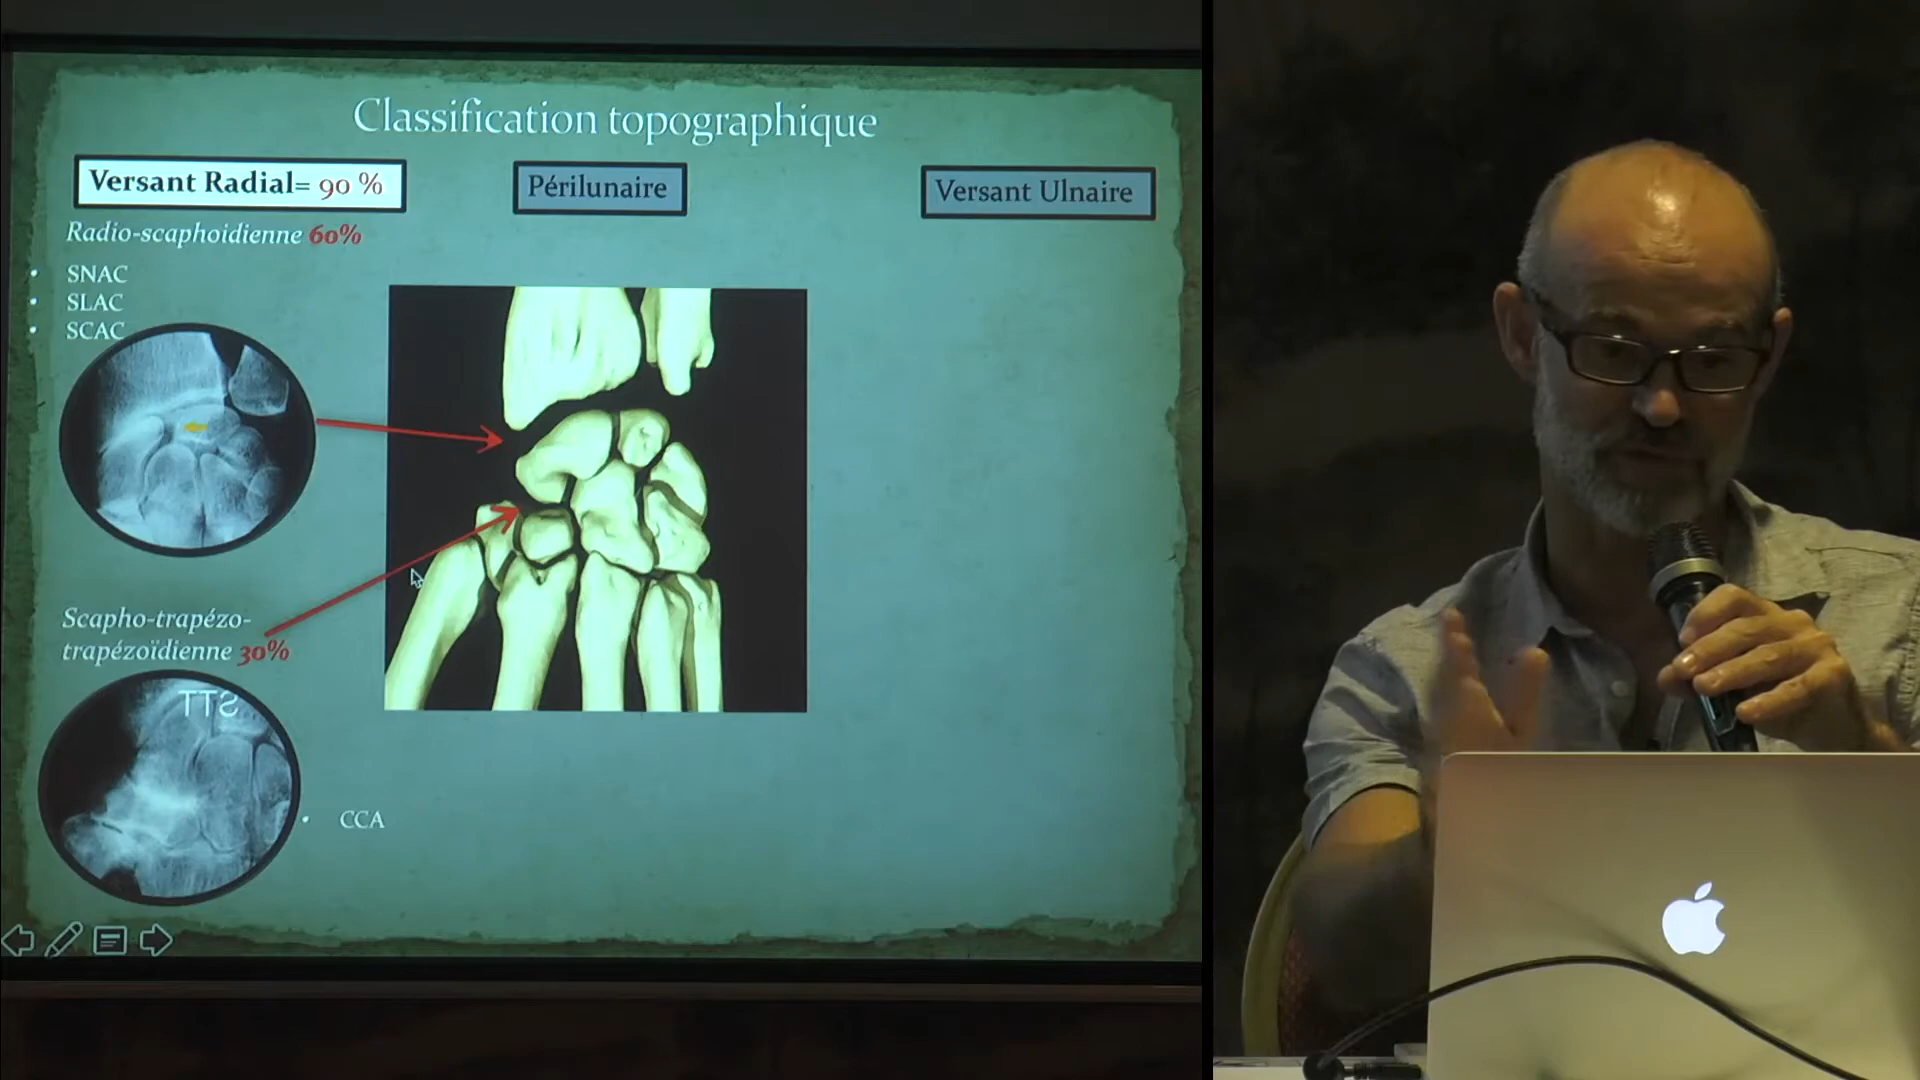 Classification topographique
Versant Radial= 90 %
Périlunaire
Versant Ulnaire
Radio-scaphoidienne 60%
• SNAC
• SLAC
• SCAC
Scapho-trapézo-
trapézoïdienne 30%
STT
• CCA